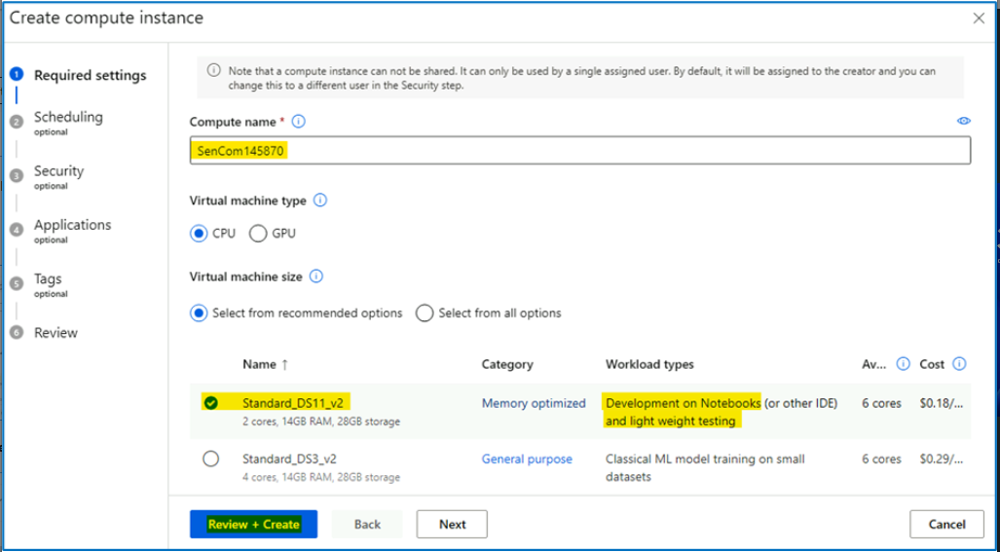 Create compute instance
1 Required settings
2 Scheduling
optional
3 Security
optional
4 Applications
optional
5 Tags
optional
6 Review
Note that a compute instance can not be shared. It can only be used by a single assigned user. By default, it will be assigned to the creator and you can
change this to a different user in the Security step.
Compute name *
SenCom145870
Virtual machine type
CPU GPU
Virtual machine size
Select from recommended options Select from all options
Name ↑ Category Workload types Av... Cost
Standard_DS11_v2 Memory optimized Development on Notebooks (or other IDE) 6 cores $0.18/...
2 cores, 14GB RAM, 28GB storage and light weight testing
Standard_DS3_v2 General purpose Classical ML model training on small 6 cores $0.29/...
4 cores, 14GB RAM, 28GB storage datasets
Review + Create Back Next Cancel